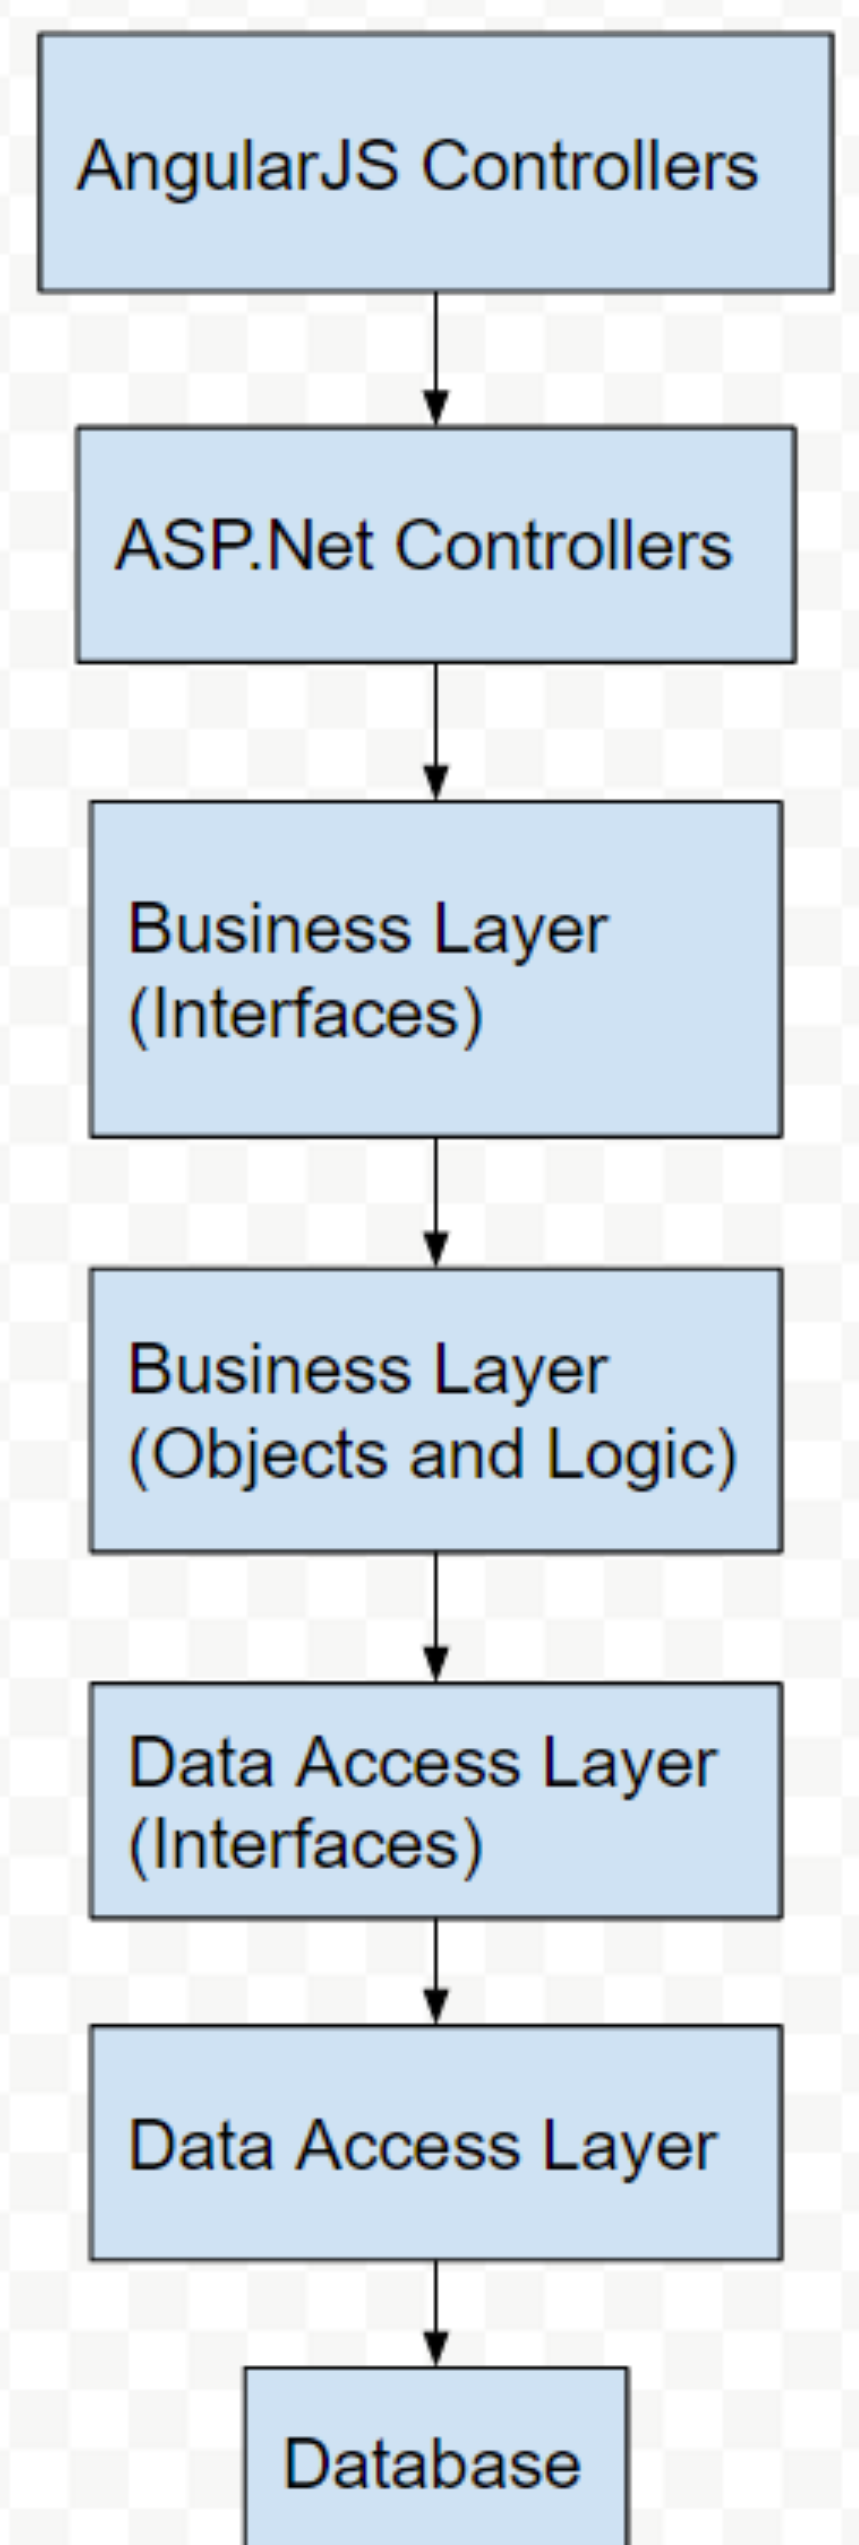 AngularJS Controllers
ASP.Net Controllers
Business Layer
(Interfaces)
Business Layer
(Objects and Logic)
Data Access Layer
(Interfaces)
Data Access Layer
Database